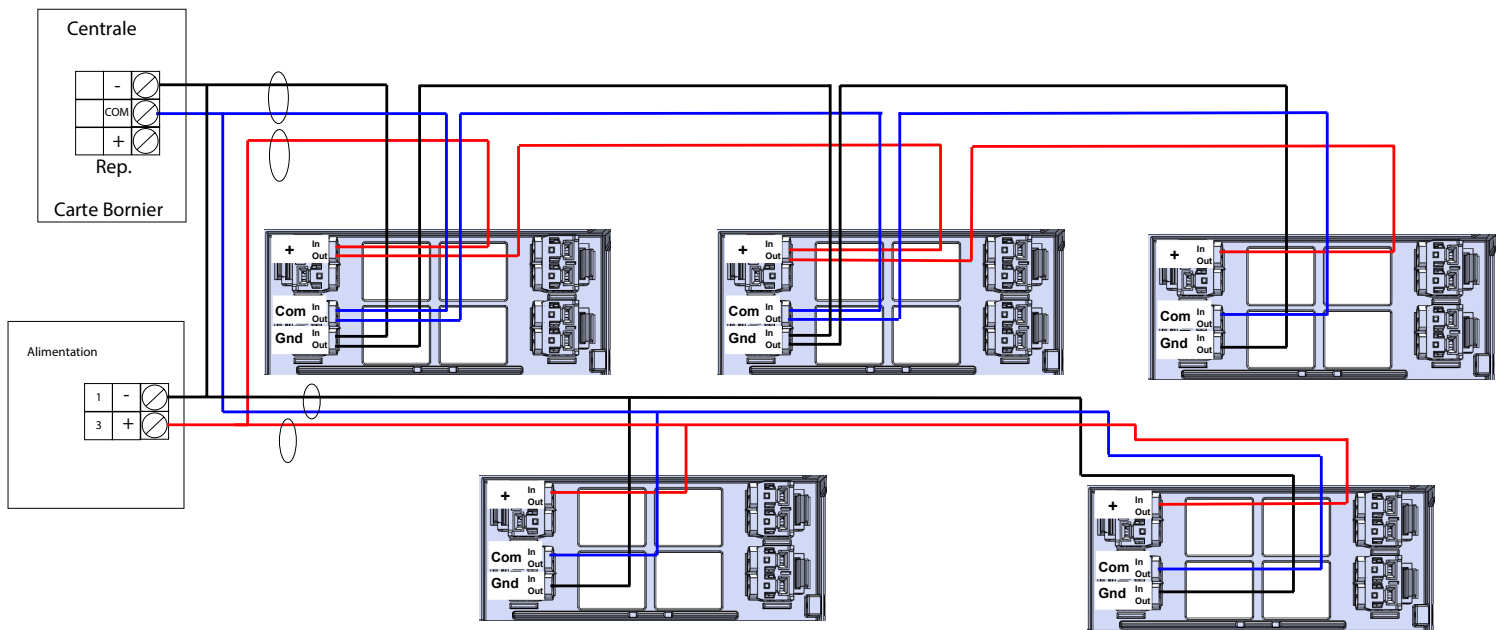 Centrale
-
COM
+
Rep.
Carte Bornier
+ In
Out
Com In
Out
Gnd In
Out
+ In
Out
Com In
Out
Gnd In
Out
+ In
Out
Com In
Out
Gnd In
Out
Alimentation
1 -
3 +
+ In
Out
Com In
Out
Gnd In
Out
+ In
Out
Com In
Out
Gnd In
Out